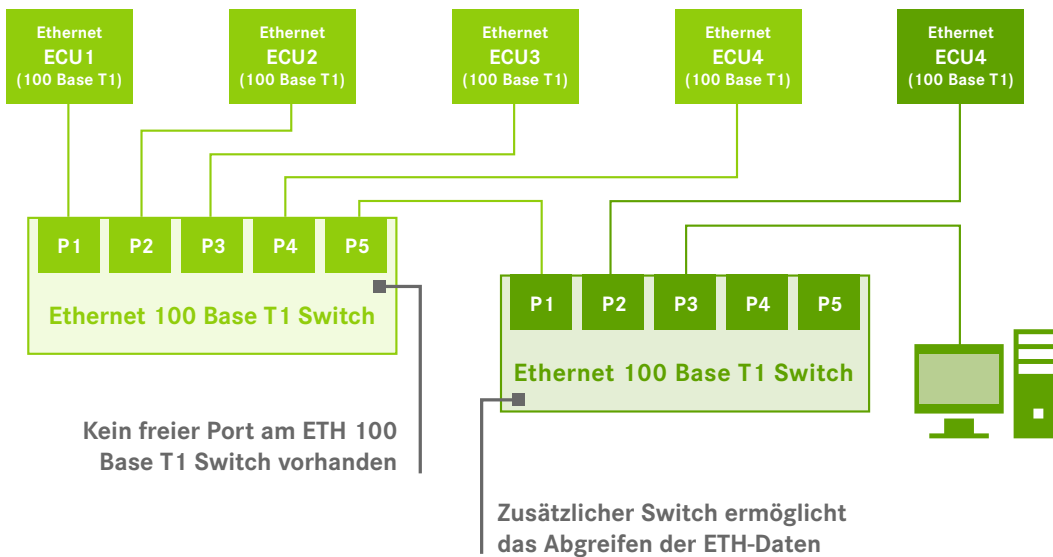 Ethernet
ECU1
(100 Base T1)
Ethernet
ECU2
(100 Base T1)
Ethernet
ECU3
(100 Base T1)
Ethernet
ECU4
(100 Base T1)
Ethernet
ECU4
(100 Base T1)
P1 P2 P3 P4 P5
Ethernet 100 Base T1 Switch
P1 P2 P3 P4 P5
Ethernet 100 Base T1 Switch
Kein freier Port am ETH 100
Base T1 Switch vorhanden
Zusätzlicher Switch ermöglicht
das Abgreifen der ETH-Daten